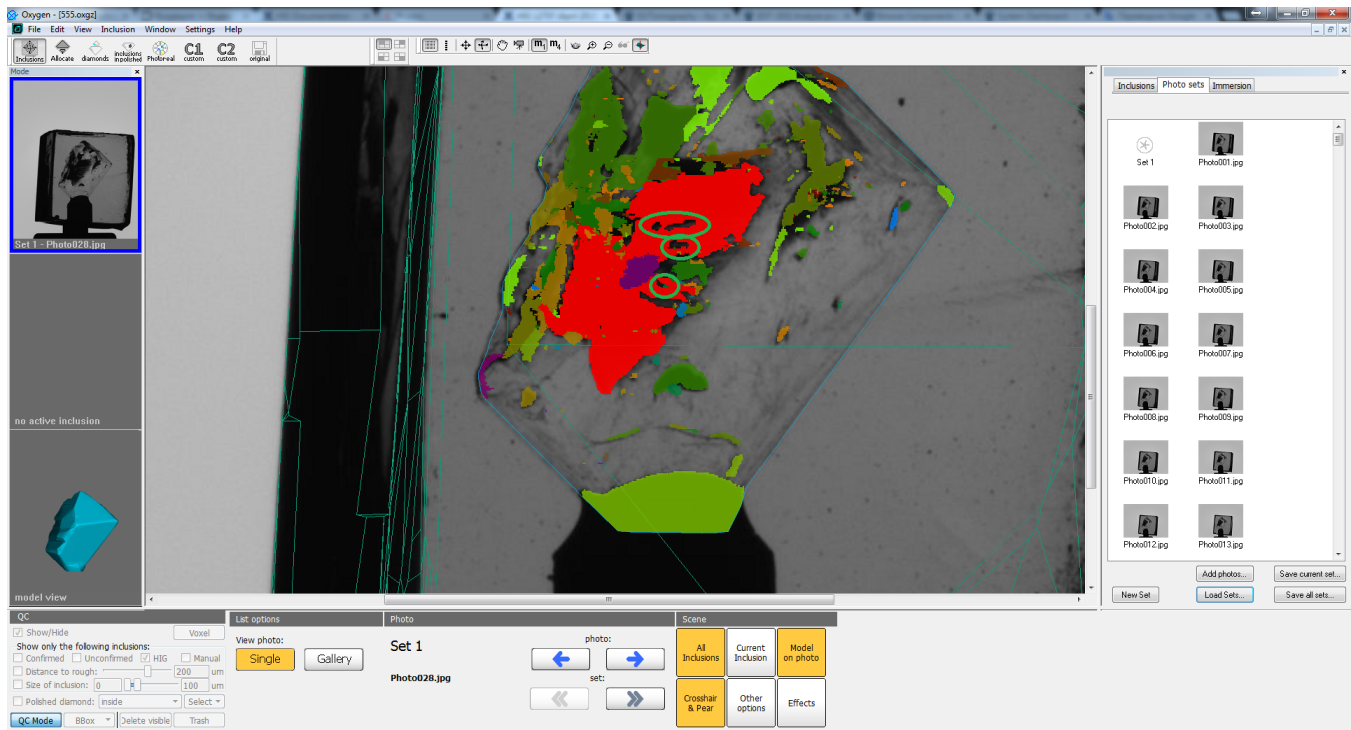 Oxygen - [555.oxgz]
File Edit View Inclusion Window Settings Help
Inclusions Allocate diamonds inclusions in polished Photoreal C1 custom C2 custom original
m1 m4
Mode
Set 1 - Photo028.jpg
no active inclusion
model view
Inclusions Photo sets Immersion
Set 1 Photo001.jpg
Photo002.jpg Photo003.jpg
Photo004.jpg Photo005.jpg
Photo006.jpg Photo007.jpg
Photo008.jpg Photo009.jpg
Photo010.jpg Photo011.jpg
Photo012.jpg Photo013.jpg
Add photos... Save current set...
New Set Load Sets... Save all sets...
QC
Show/Hide Voxel
Show only the following inclusions:
Confirmed Unconfirmed HIG Manual
Distance to rough: 200 um
Size of inclusion: 0 100 um
Polished diamond: inside Select
QC Mode BBox Delete visible Trash
List options
View photo:
Single Gallery
Photo
Set 1
Photo028.jpg
photo:
set:
Scene
All Inclusions
Current Inclusion
Model on photo
Crosshair & Pear
Other options
Effects